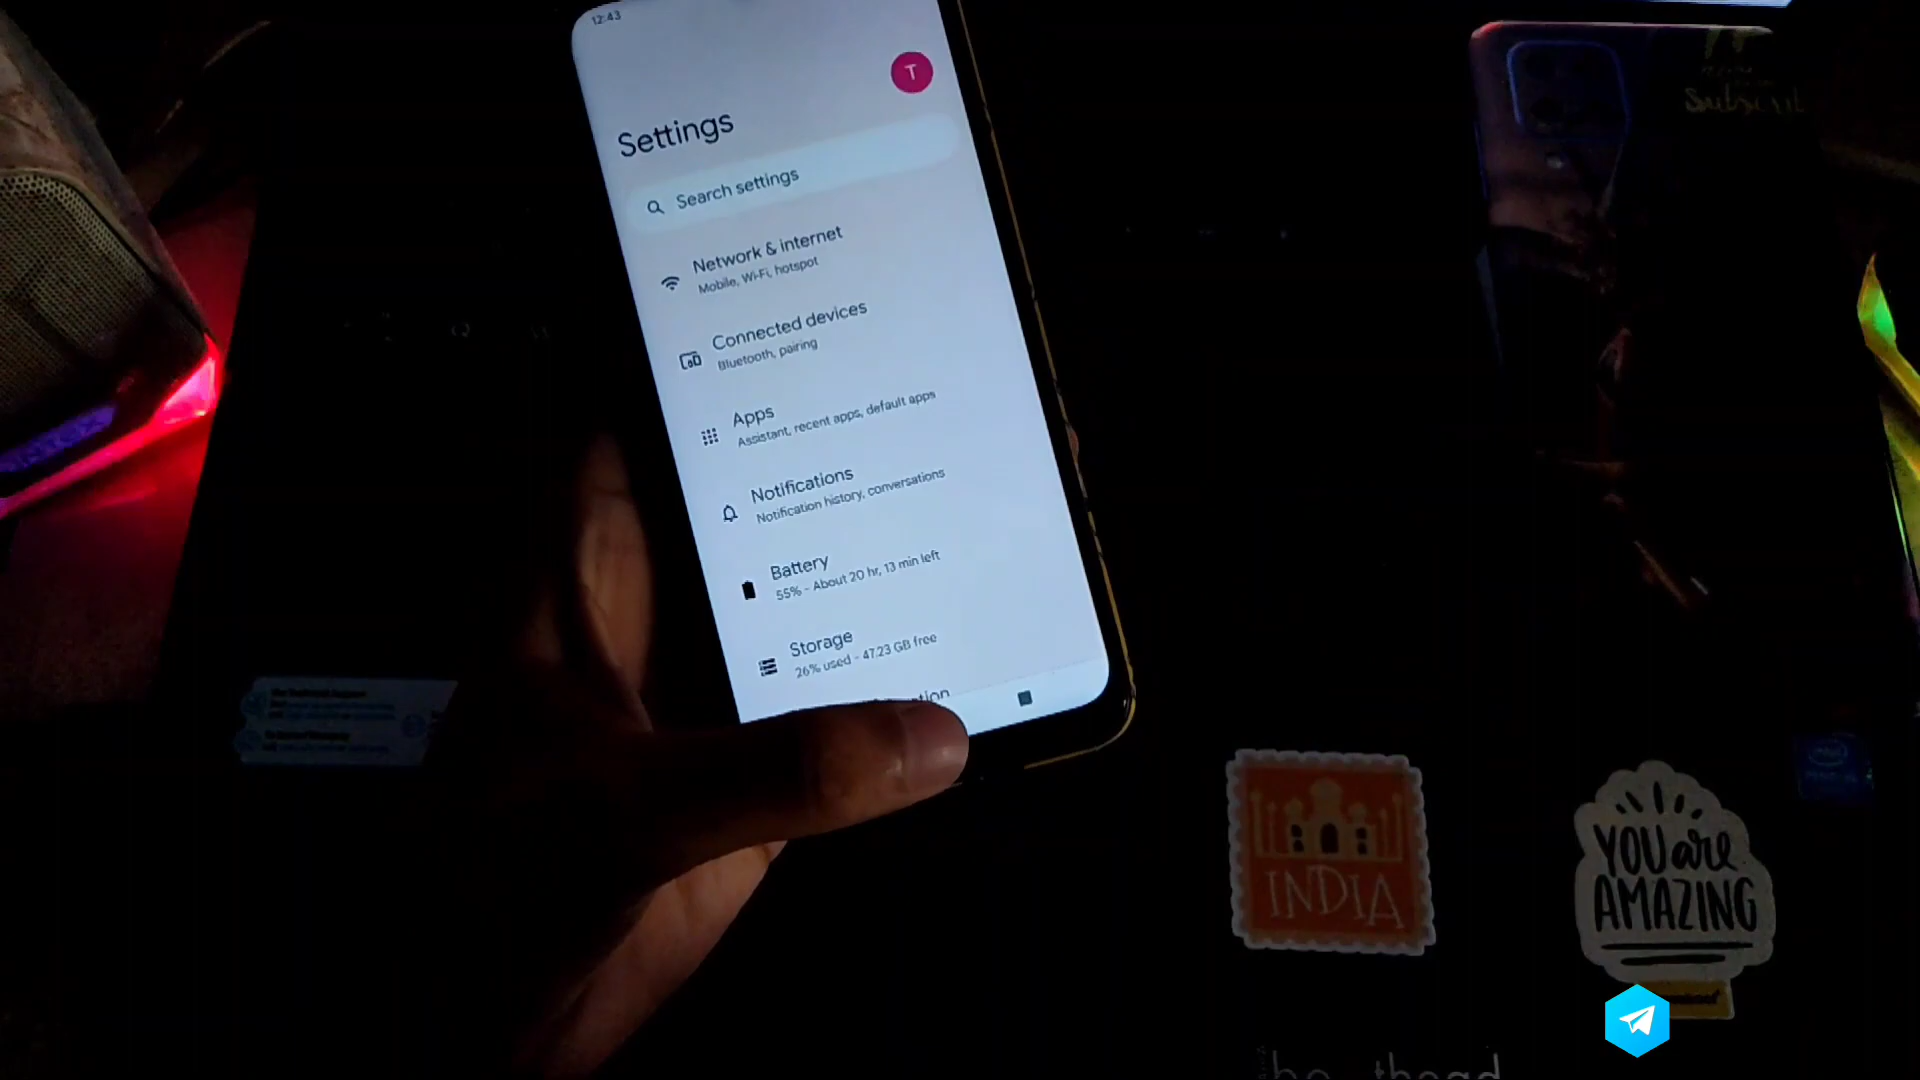 12:43
T
Settings
Search settings
Network & internet
Mobile, Wi-Fi, hotspot
Connected devices
Bluetooth, pairing
Apps
Assistant, recent apps, default apps
Notifications
Notification history, conversations
Battery
55% - About 20 hr, 13 min left
Storage
26% used - 47.23 GB free
INDIA
YOU are
AMAZING
intel